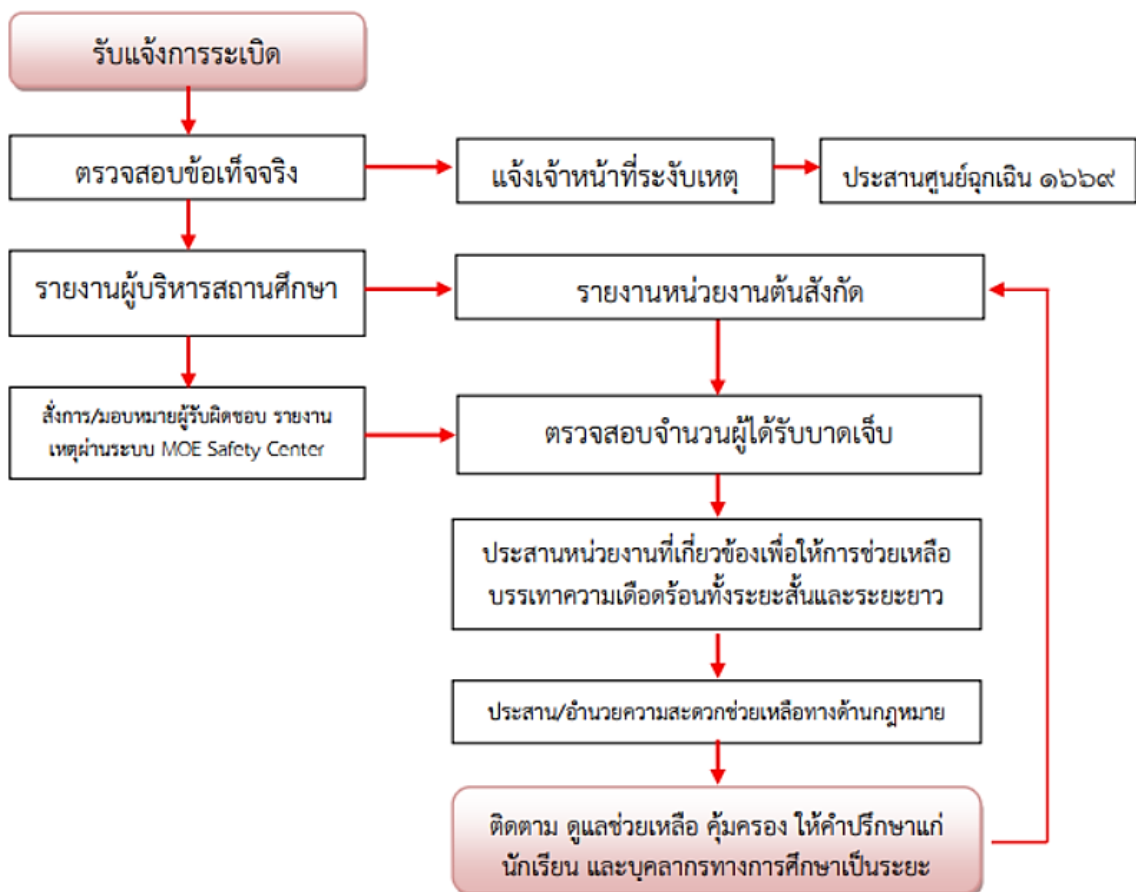 รับแจ้งการระเบิด
ตรวจสอบข้อเท็จจริง
แจ้งเจ้าหน้าที่ระงับเหตุ
ประสานศูนย์ฉุกเฉิน ๑๖๖๙
รายงานผู้บริหารสถานศึกษา
รายงานหน่วยงานต้นสังกัด
สั่งการ/มอบหมายผู้รับผิดชอบ รายงาน
เหตุผ่านระบบ MOE Safety Center
ตรวจสอบจำนวนผู้ได้รับบาดเจ็บ
ประสานหน่วยงานที่เกี่ยวข้องเพื่อให้การช่วยเหลือ
บรรเทาความเดือดร้อนทั้งระยะสั้นและระยะยาว
ประสาน/อำนวยความสะดวกช่วยเหลือทางด้านกฎหมาย
ติดตาม ดูแลช่วยเหลือ คุ้มครอง ให้คำปรึกษาแก่
นักเรียน และบุคลากรทางการศึกษาเป็นระยะ